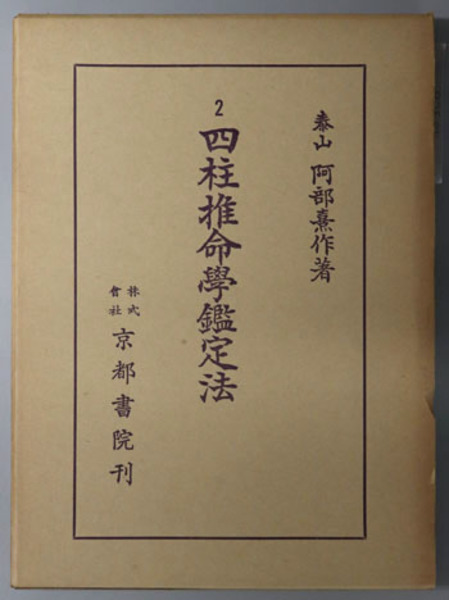 泰山 阿部熹作著
2
四柱推命學鑑定法
株式會社 京都書院刊